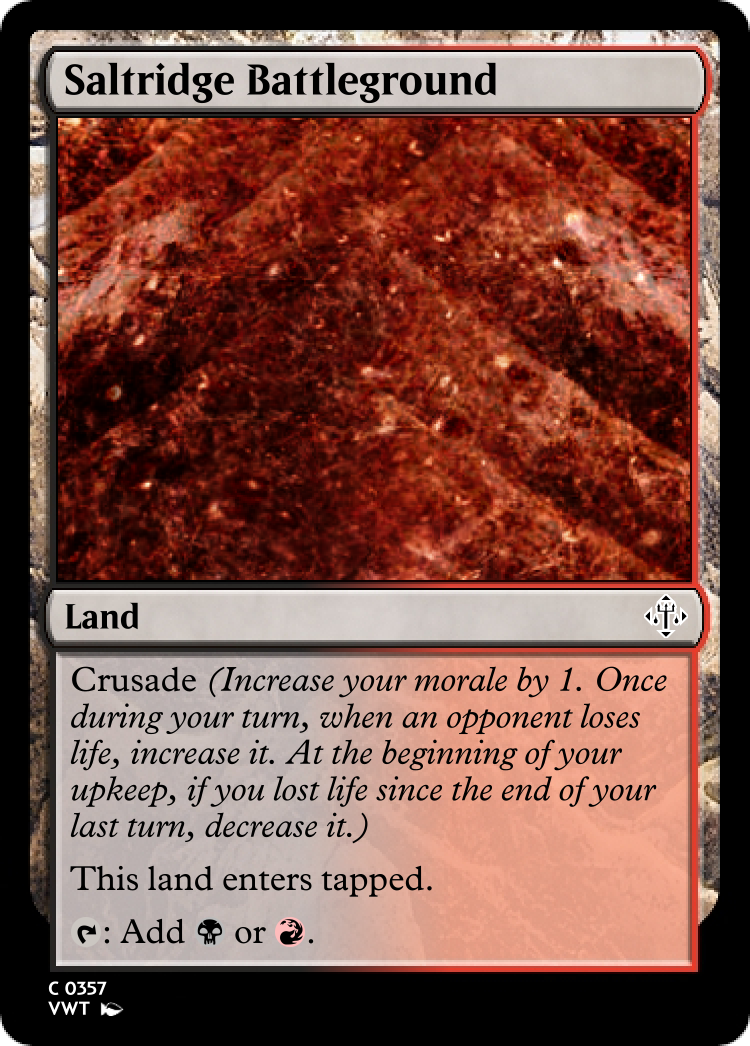 Saltridge Battleground
Land
Crusade (Increase your morale by 1. Once
during your turn, when an opponent loses
life, increase it. At the beginning of your
upkeep, if you lost life since the end of your
last turn, decrease it.)
This land enters tapped.
: Add or .
C 0357
VWT